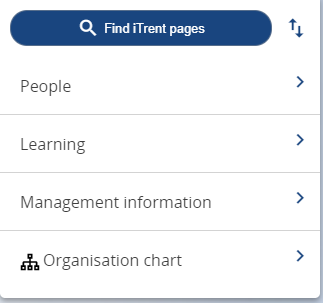 Find iTrent pages
People
Learning
Management information
Organisation chart